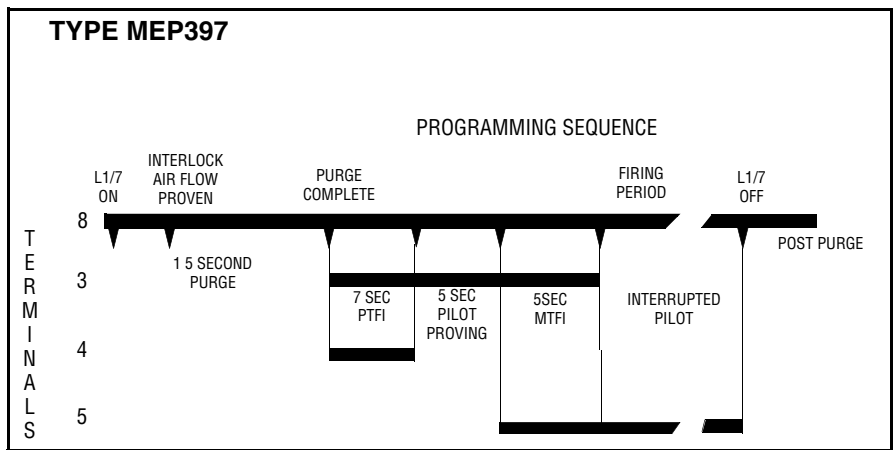 TYPE MEP397
PROGRAMMING SEQUENCE
L1/7
ON
INTERLOCK
AIR FLOW
PROVEN
PURGE
COMPLETE
FIRING
PERIOD
L1/7
OFF
TERMINALS
8
1 5 SECOND
PURGE
POST PURGE
3
7 SEC
PTFI
5 SEC
PILOT
PROVING
5SEC
MTFI
INTERRUPTED
PILOT
4
5